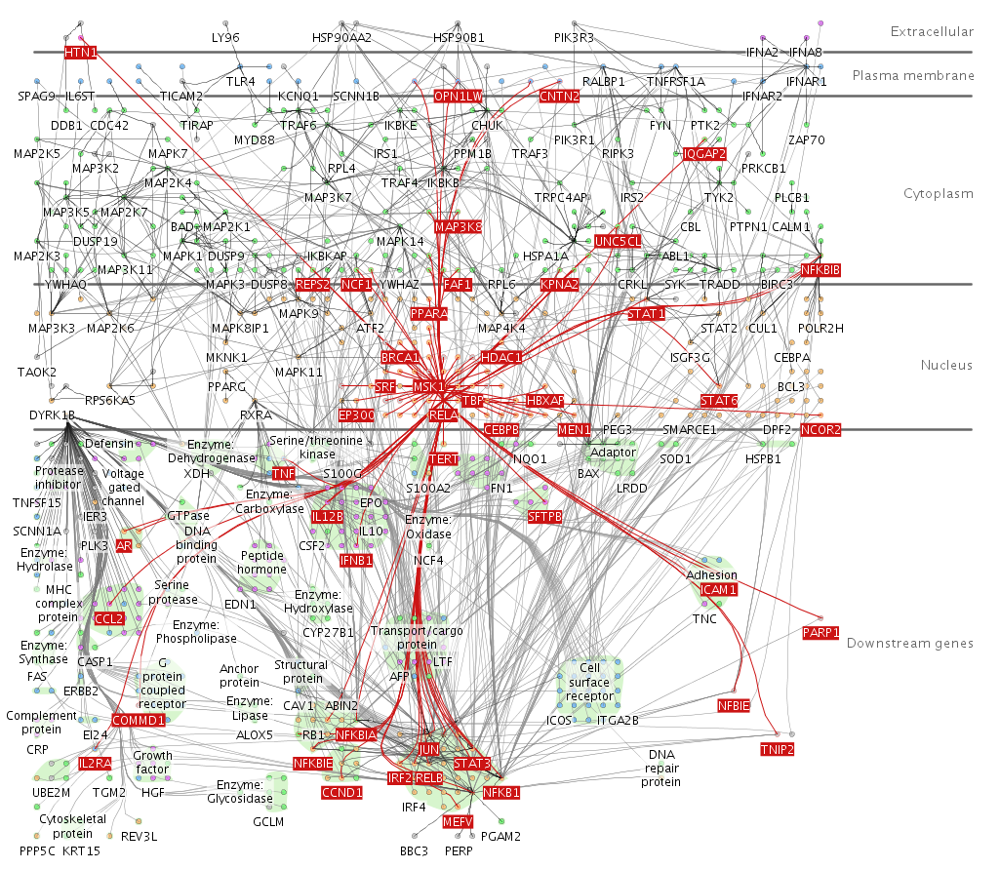 LY96 HSP90AA2 HSP90B1 PIK3R3 Extracellular
HTN1 IFNA2 IFNA8
Plasma membrane
TLR4 RALBP1 TNFRSF1A IFNAR1
SPAG9 IL6ST TICAM2 KCNQ1 SCNN1B OPN1LW CNTN2 IFNAR2
DDB1 CDC42 TIRAP TRAF6 IKBKE CHUK FYN PTK2
MYD88 PIK3R1 ZAP70
MAP2K5 MAPK7 IRS1 PPM1B TRAF3 RIPK3 IQGAP2
MAP3K2 RPL4 PRKCB1
MAP2K4 TRAF4 IKBKB
MAP3K7 TRPC4AP IRS2 TYK2 PLCB1
MAP3K5 MAP2K7 Cytoplasm
BAD MAP2K1 MAP3K8 CBL PTPN1 CALM1
DUSP19 MAPK14 UNC5CL
MAP2K3 MAPK1 DUSP9 IKBKAP HSPA1A ABL1
MAP3K11 NFKBIB
YWHAQ MAPK3 DUSP8 REPS2 NCF1 YWHAZ FAF1 RPL6 KPNA2 CRKL SYK TRADD BIRC3
MAPK9 PPARA STAT1
MAP3K3 MAP2K6 MAPK8IP1 ATF2 MAP4K4 STAT2 CUL1 POLR2H
MKNK1 BRCA1 HDAC1 ISGF3G CEBPA
Nucleus
TAOK2 MAPK11
PPARG SRF MSK1 BCL3
RPS6KA5 TBP HBXAP STAT6
DYRK1B RXRA EP300 RELA
CEBPB MEN1 PEG3 SMARCE1 DPF2 NCOR2
Defensin Enzyme: Dehydrogenase Serine/threonine kinase
Protease inhibitor Voltage gated channel XDH TNF S100G TERT NOO1 Adaptor SOD1 HSPB1
BAX
S100A2 FN1 LRDD
TNFSF15 Enzyme: Carboxylase EPO
IER3 GTPase IL12B SFTPB
SCNN1A DNA binding protein IL10 Enzyme: Oxidase
PLK3 AR CSF2
Enzyme: Hydrolase Peptide hormone IFNB1 NCF4
Adhesion
MHC complex protein Serine protease ICAM1
EDN1 Enzyme: Hydroxylase
CCL2 TNC
Enzyme: Phospholipase CYP27B1 Transport/cargo protein PARP1
Enzyme: Synthase Downstream genes
CASP1 G protein coupled receptor Anchor protein Structural protein LTF Cell surface receptor
FAS AFP
ERBB2
Enzyme: Lipase CAV1 ABIN2 NFBIE
Complement protein COMMD1 ICOS ITGA2B
EI24 ALOX5 RB1 NFKBIA
CRP JUN TNIP2
IL2RA Growth factor NFKBIE STAT3 DNA repair protein
IRF2 RELB
UBE2M TGM2 HGF Enzyme: Glycosidase CCND1 NFKB1
IRF4
Cytoskeletal protein GCLM MEFV
REV3L PGAM2
PPP5C KRT15 BBC3 PERP